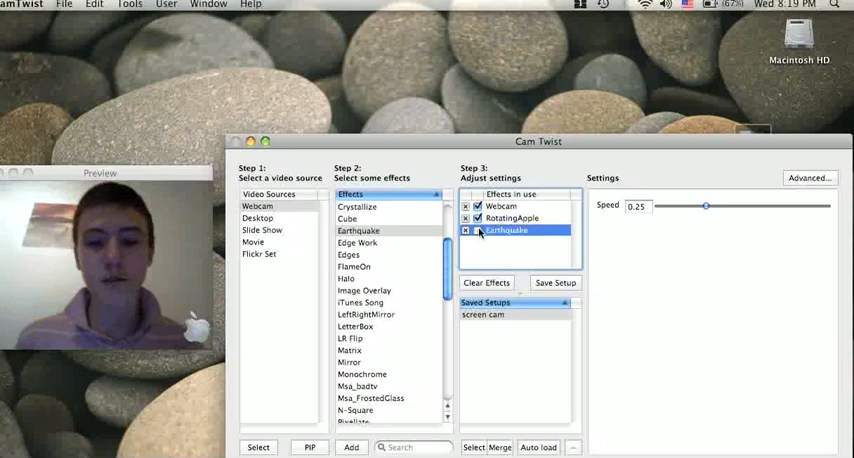 CamTwist File Edit Tools User Window Help (67%) Wed 8:19 PM
Macintosh HD
Cam Twist
Preview
Step 1:
Select a video source
Step 2:
Select some effects
Step 3:
Adjust settings
Settings
Advanced...
Video Sources
Webcam
Desktop
Slide Show
Movie
Flickr Set
Effects
Crystallize
Cube
Earthquake
Edge Work
Edges
FlameOn
Halo
Image Overlay
iTunes Song
LeftRightMirror
LetterBox
LR Flip
Matrix
Mirror
Monochrome
Msa_badtv
Msa_FrostedGlass
N-Square
Pixellate
Effects in use
Webcam
RotatingApple
Earthquake
Speed 0.25
Clear Effects Save Setup
Saved Setups
screen cam
Select PIP Add Search Select Merge Auto load